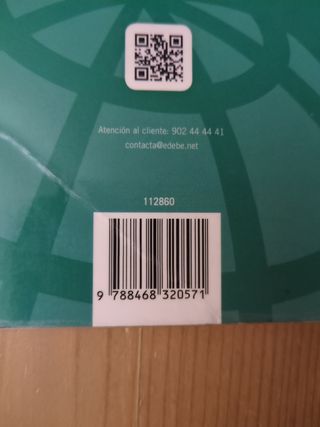 Atención al cliente: 902 44 44 41
contacta@edebe.net
112860
9 788468 320571